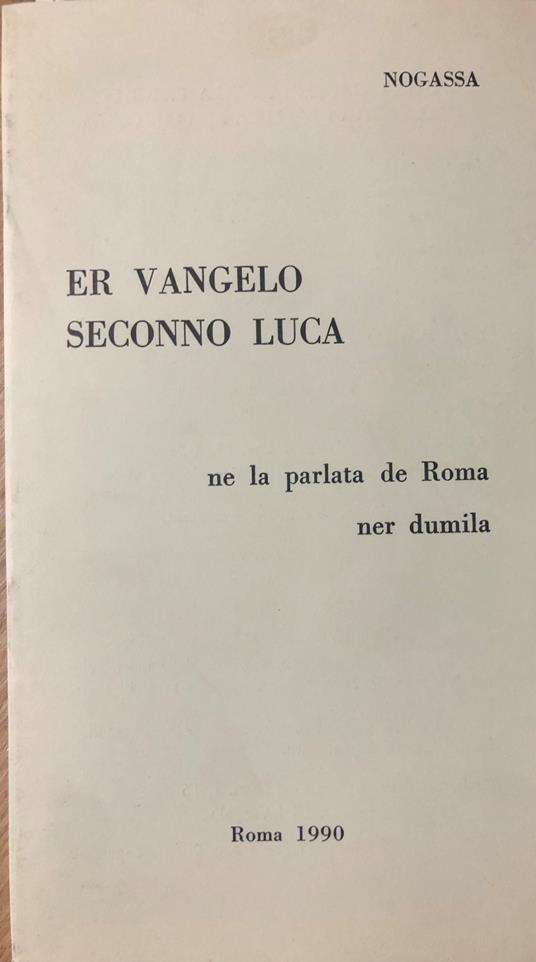 NOGASSA
ER VANGELO
SECONNO LUCA
ne la parlata de Roma
ner dumila
Roma 1990